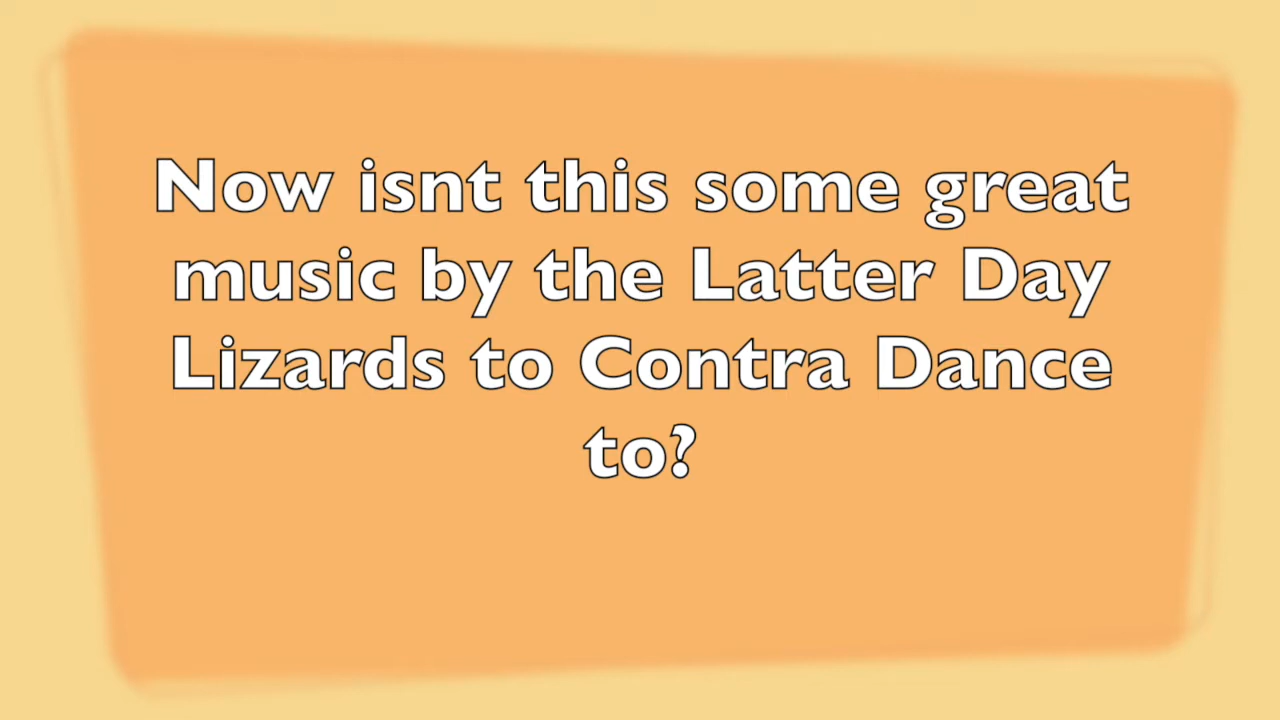 Now isnt this some great
music by the Latter Day
Lizards to Contra Dance
to?